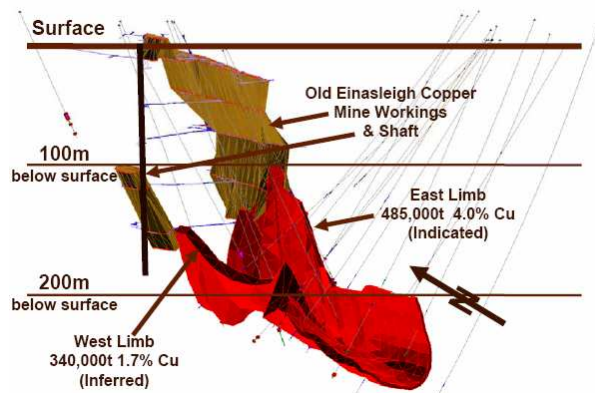 Surface
Old Einasleigh Copper
Mine Workings
& Shaft
100m
below surface
East Limb
485,000t 4.0% Cu
(Indicated)
200m
below surface
West Limb
340,000t 1.7% Cu
(Inferred)